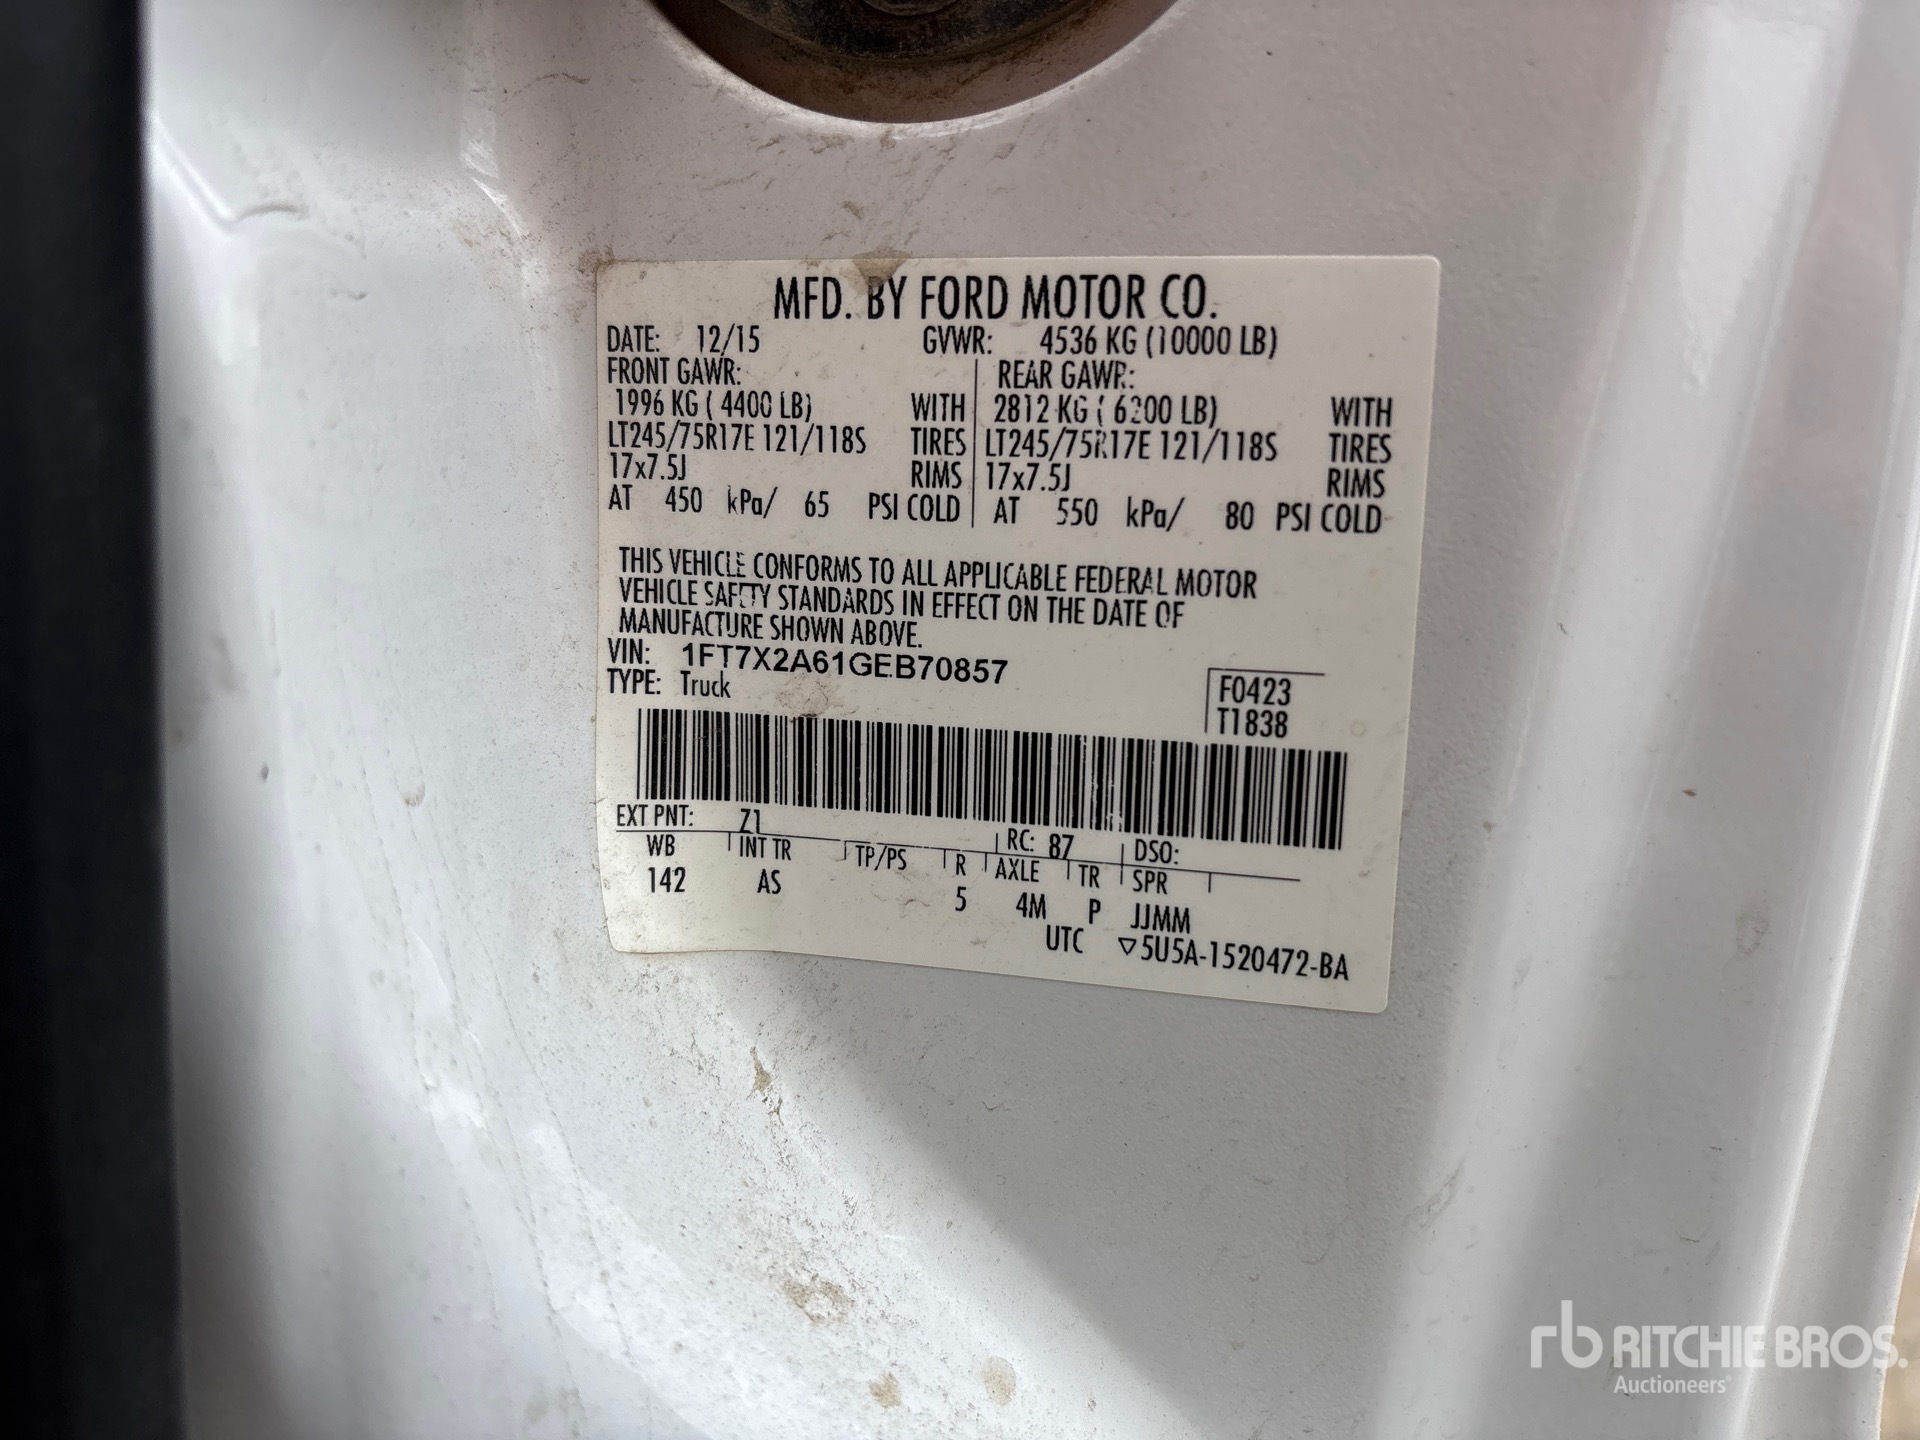 MFD. BY FORD MOTOR CO.
DATE: 12/15 GVWR: 4536 KG (10000 LB)
FRONT GAWR: REAR GAWR:
1996 KG ( 4400 LB) WITH 2812 KG ( 6200 LB) WITH
LT245/75R17E 121/118S TIRES LT245/75R17E 121/118S TIRES
17x7.5J RIMS 17x7.5J RIMS
AT 450 kPa/ 65 PSI COLD AT 550 kPa/ 80 PSI COLD
THIS VEHICLE CONFORMS TO ALL APPLICABLE FEDERAL MOTOR
VEHICLE SAFETY STANDARDS IN EFFECT ON THE DATE OF
MANUFACTURE SHOWN ABOVE.
VIN: 1FT7X2A61GEB70857
TYPE: Truck
F0423
T1838
EXT PNT: Z1 RC: 87 DSO:
WB INT TR TP/PS R AXLE TR SPR
142 AS 5 4M P JJMM
UTC ▽5U5A-1520472-BA
rb RITCHIE BROS.
Auctioneers